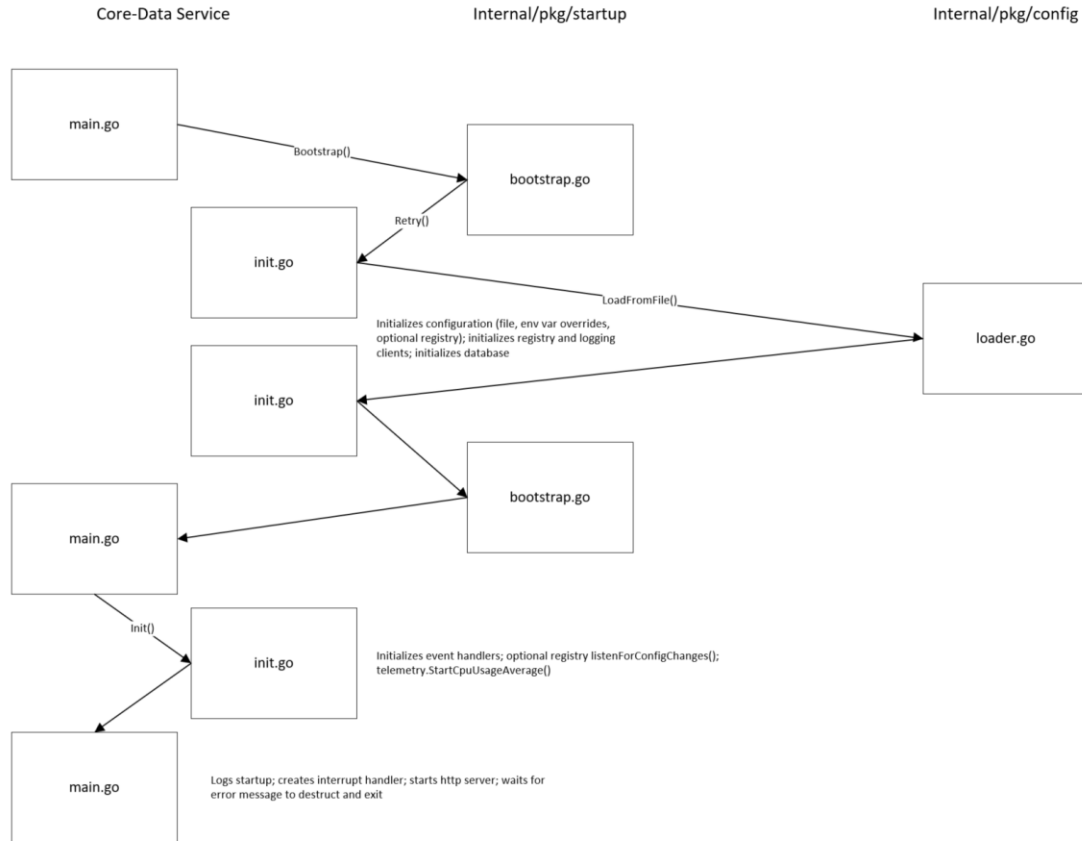 Core-Data Service
Internal/pkg/startup
Internal/pkg/config
main.go
Bootstrap()
bootstrap.go
Retry()
init.go
LoadFromFile()
loader.go
Initializes configuration (file, env var overrides,
optional registry); initializes registry and logging
clients; initializes database
init.go
bootstrap.go
main.go
Init()
init.go
Initializes event handlers; optional registry listenForConfigChanges();
telemetry.StartCpuUsageAverage()
main.go
Logs startup; creates interrupt handler; starts http server; waits for
error message to destruct and exit